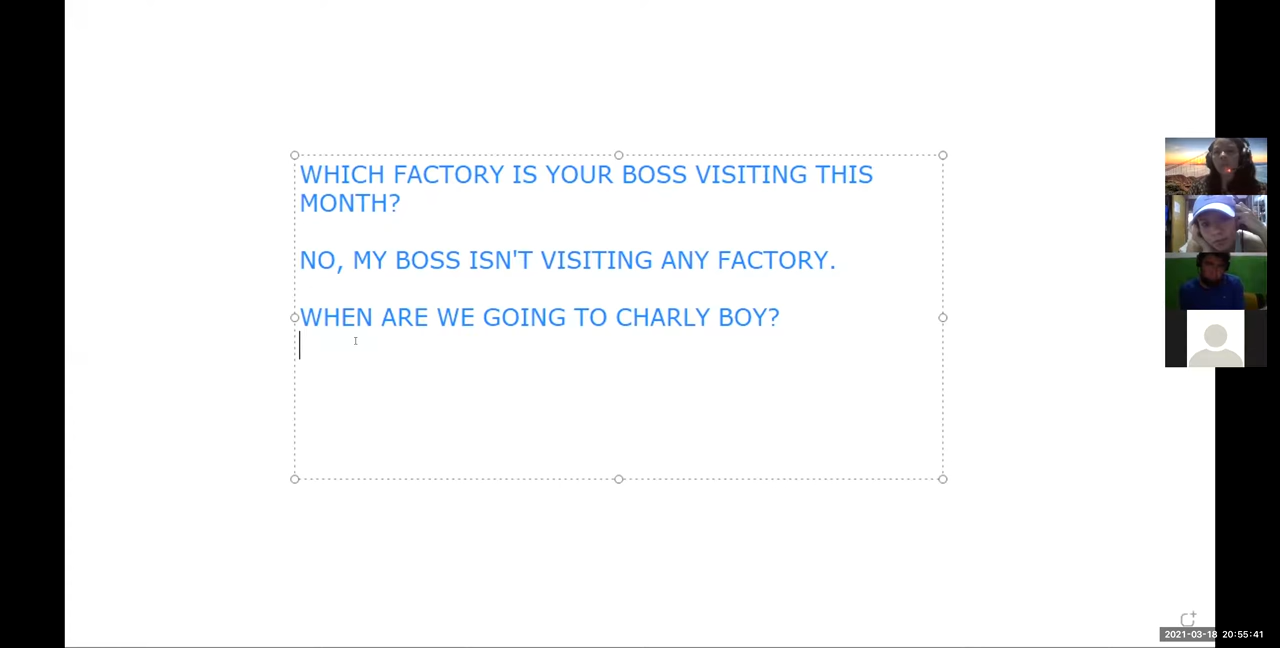 WHICH FACTORY IS YOUR BOSS VISITING THIS
MONTH?
NO, MY BOSS ISN'T VISITING ANY FACTORY.
WHEN ARE WE GOING TO CHARLY BOY?
2021-03-18 20:55:41